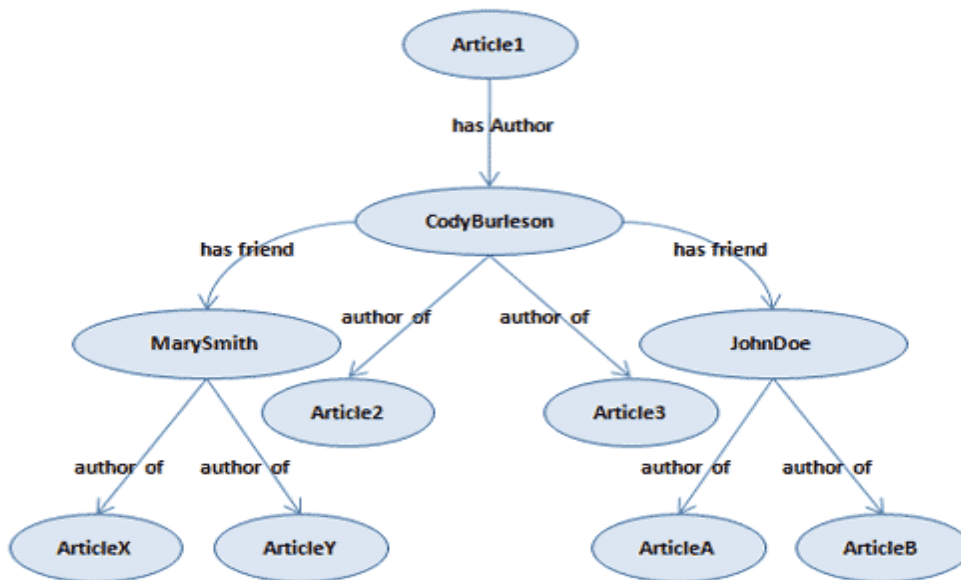 Article1
has Author
CodyBurleson
has friend
has friend
author of
author of
MarySmith
JohnDoe
Article2
Article3
author of
author of
author of
author of
ArticleX
ArticleY
ArticleA
ArticleB